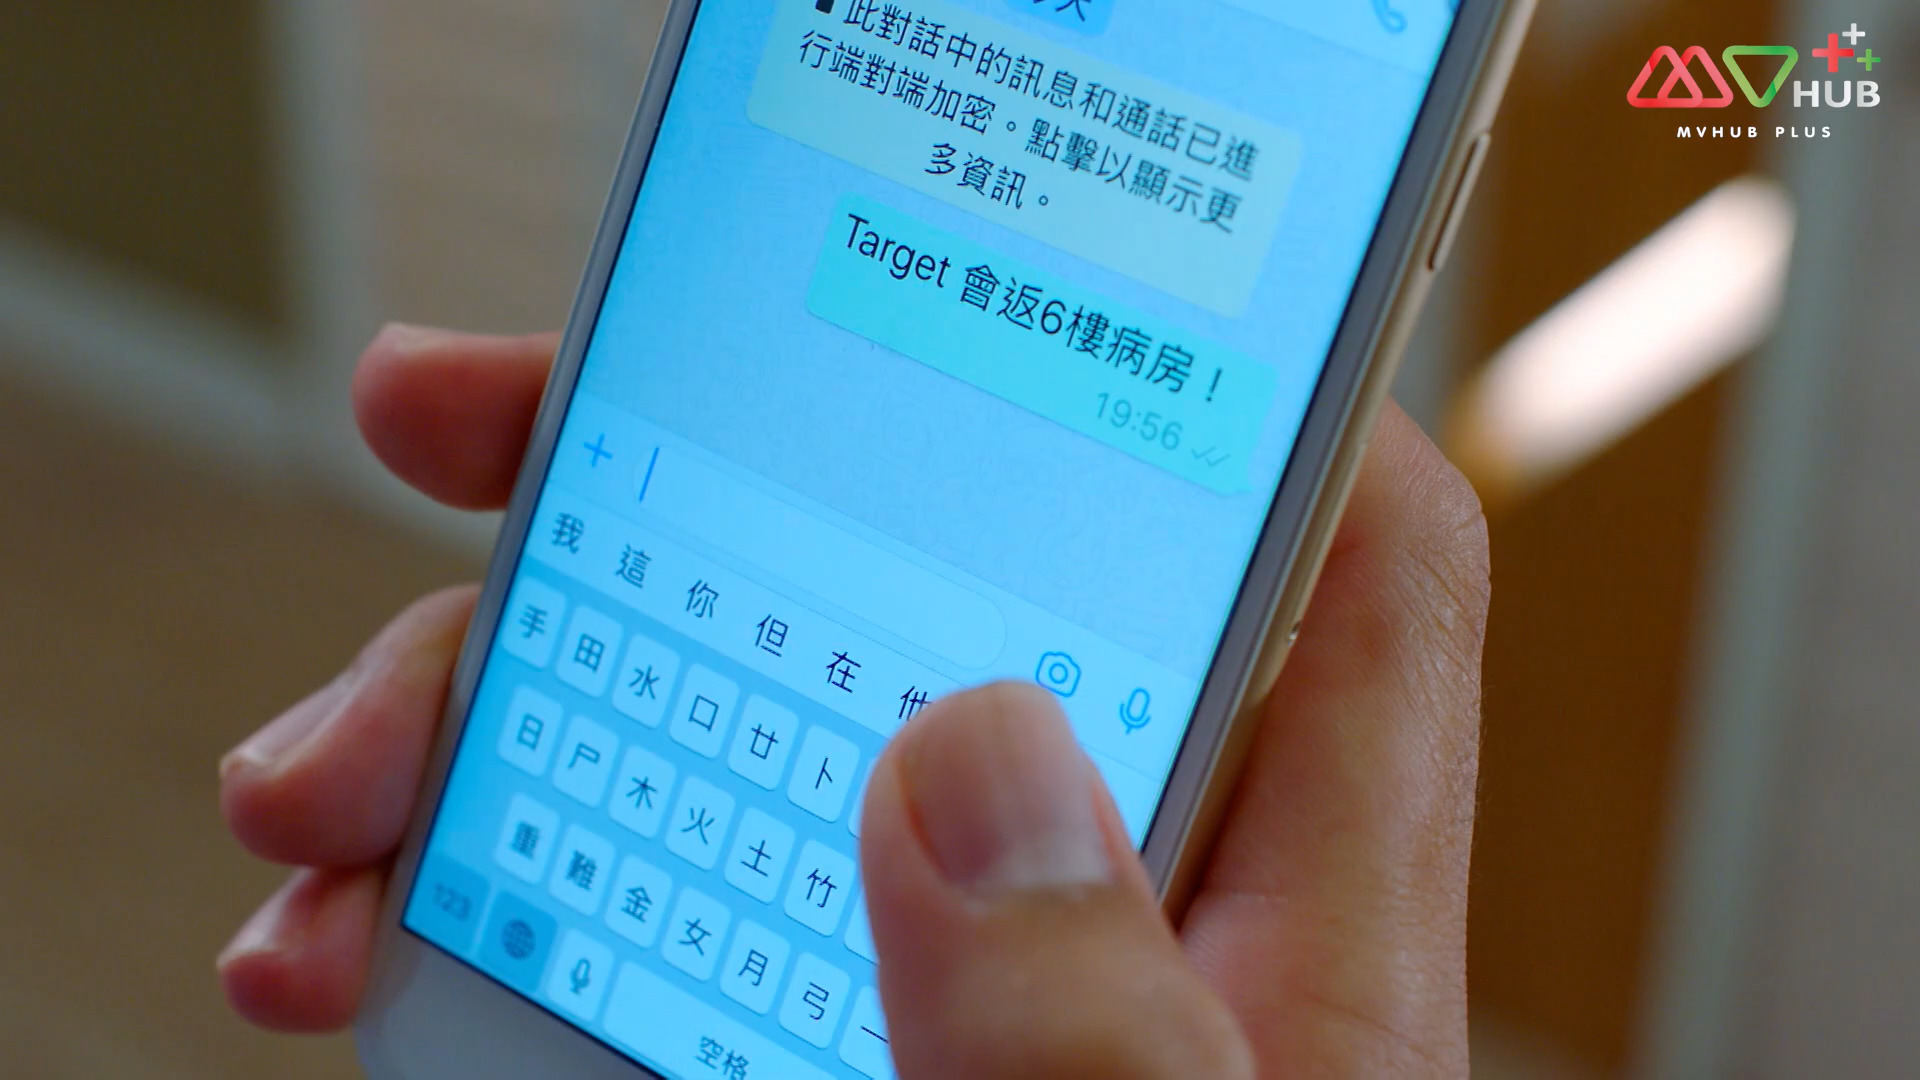 此對話中的訊息和通話已進
行端對端加密。點擊以顯示更
多資訊。
Target 會返6樓病房！
19:56
我 這 你 但 在 他
手 田 水 口 廿 卜
日 尸 木 火 土 竹
重 難 金 女 月 弓 一
123
空格
MV HUB
MVHUB PLUS